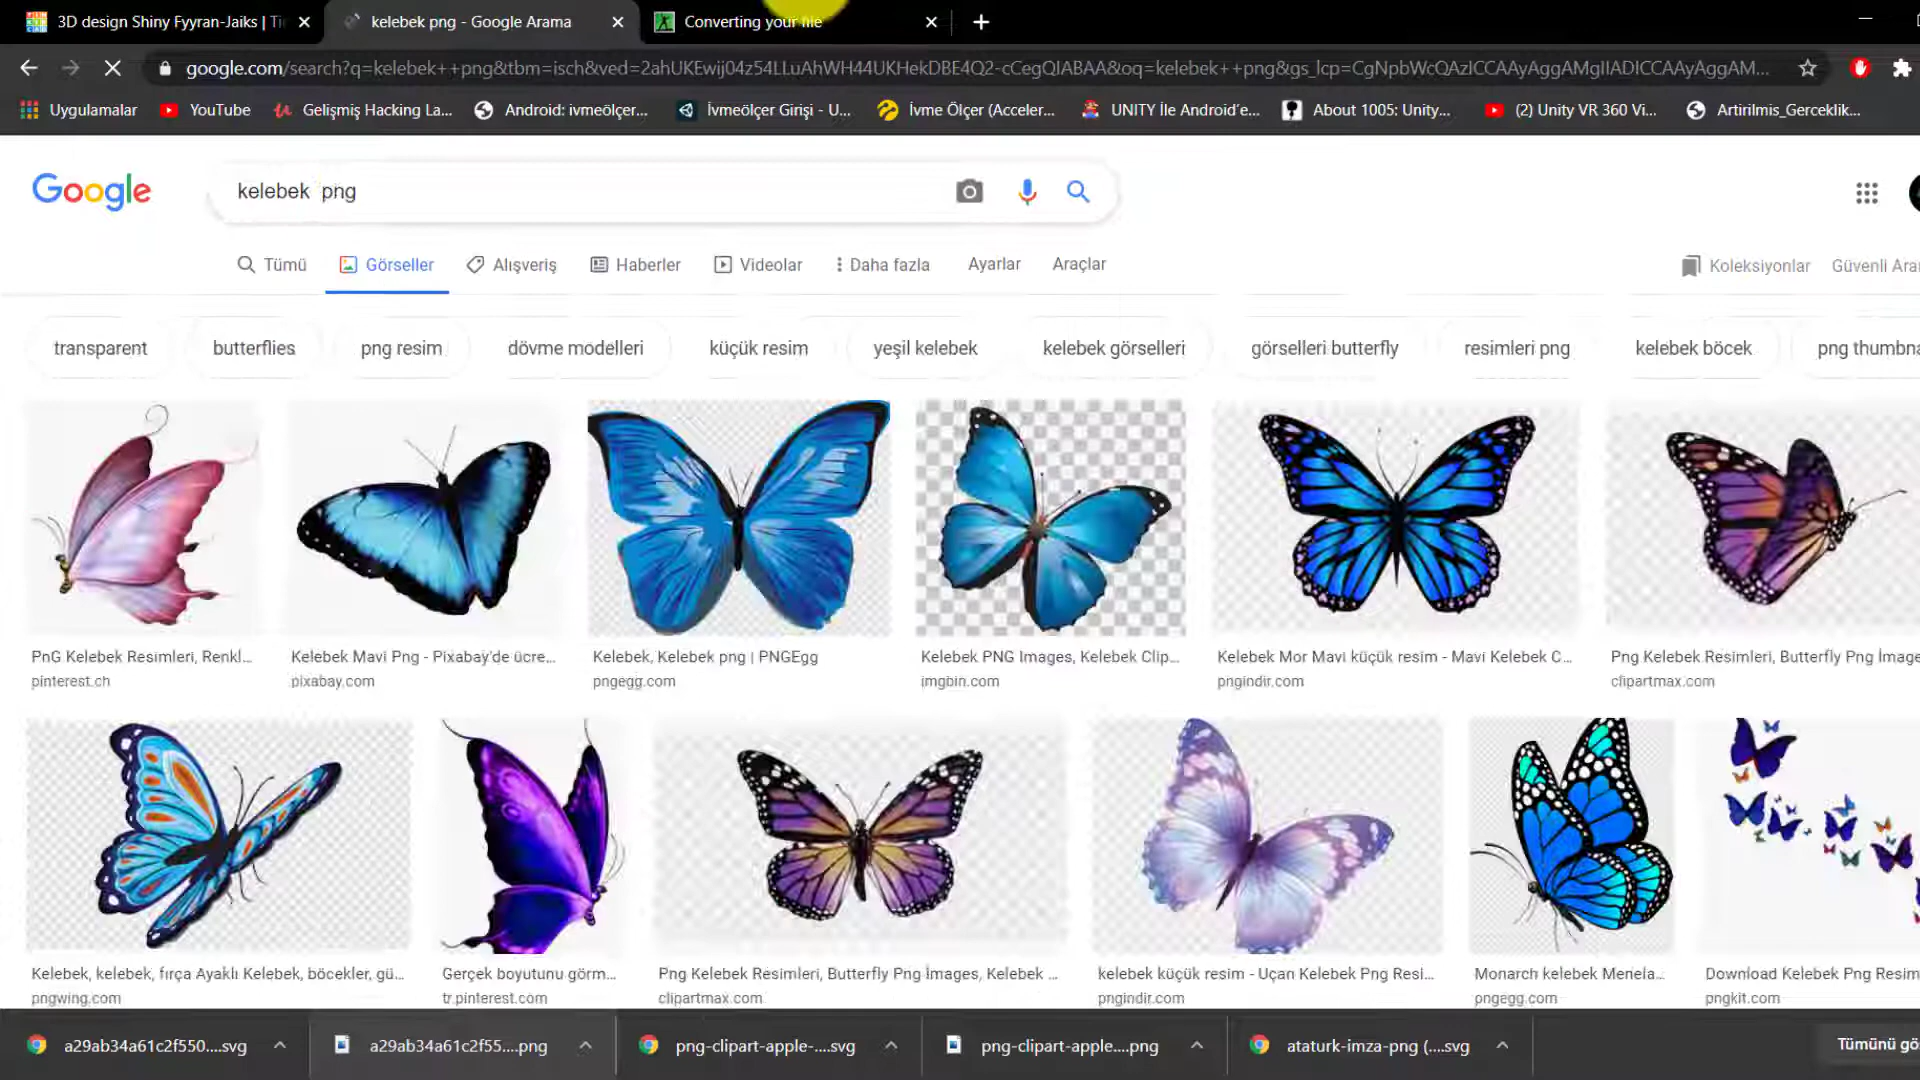 3D design Shiny Fyyran-Jaiks | Ti
kelebek png - Google Arama
Converting your file
google.com/search?q=kelebek++png&tbm=isch&ved=2ahUKEwij04z54LLuAhWH44UKHekDBE4Q2-cCegQIABAA&oq=kelebek++png&gs_lcp=CgNpbWcQAzICCAAyAggAMgIIADICCAAyAggAM...
Uygulamalar
YouTube
Gelişmiş Hacking La...
Android: ivmeölçer...
İvmeölçer Girişi - U...
İvme Ölçer (Acceler...
UNITY İle Android'e...
About 1005: Unity...
(2) Unity VR 360 Vi...
Artirilmis_Gerceklik...
Google
kelebek  png
Tümü
Görseller
Alışveriş
Haberler
Videolar
Daha fazla
Ayarlar
Araçlar
Koleksiyonlar
Güvenli Ara
transparent
butterflies
png resim
dövme modelleri
küçük resim
yeşil kelebek
kelebek görselleri
görselleri butterfly
resimleri png
kelebek böcek
png thumbna
PnG Kelebek Resimleri, Renkl...
pinterest.ch
Kelebek Mavi Png - Pixabay'de ücre...
pixabay.com
Kelebek, Kelebek png | PNGEgg
pngegg.com
Kelebek PNG Images, Kelebek Clip...
imgbin.com
Kelebek Mor Mavi küçük resim - Mavi Kelebek C...
pngindir.com
Png Kelebek Resimleri, Butterfly Png İmage
clipartmax.com
Kelebek, kelebek, fırça Ayaklı Kelebek, böcekler, gü...
pngwing.com
Gerçek boyutunu görm...
tr.pinterest.com
Png Kelebek Resimleri, Butterfly Png İmages, Kelebek ...
clipartmax.com
kelebek küçük resim - Uçan Kelebek Png Resi...
pngindir.com
Monarch kelebek Menela...
pngegg.com
Download Kelebek Png Resim
pngkit.com
a29ab34a61c2f550....svg
a29ab34a61c2f55....png
png-clipart-apple-....svg
png-clipart-apple....png
ataturk-imza-png (....svg
Tümünü gö